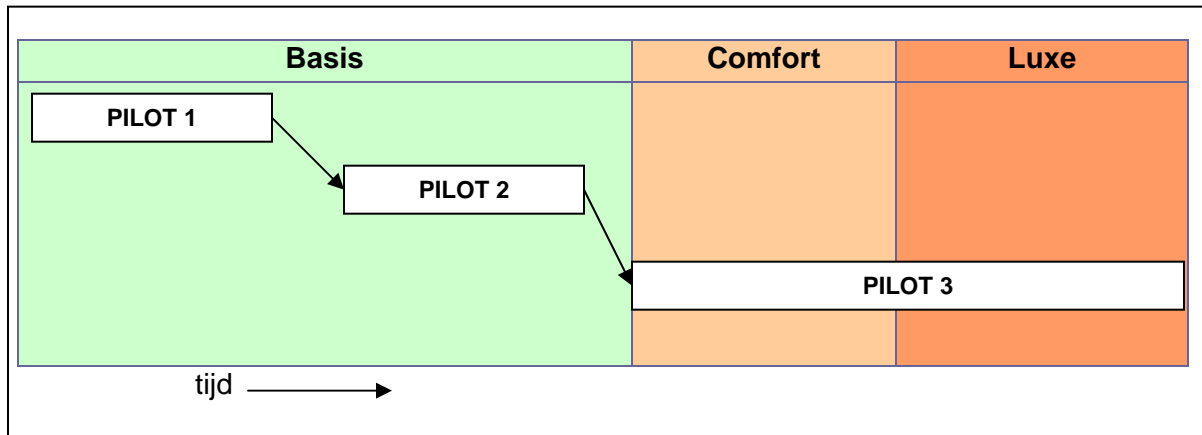 Basis Comfort Luxe
PILOT 1
PILOT 2
PILOT 3
tijd